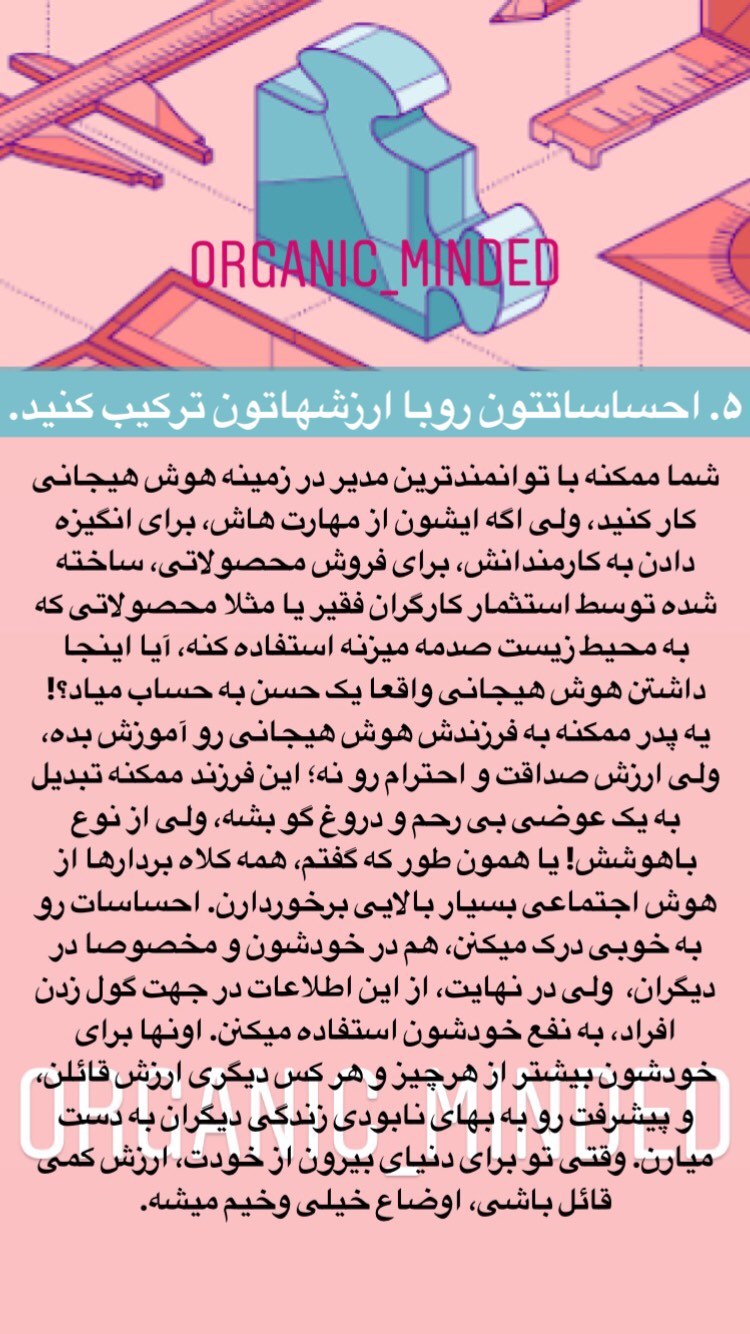 ORGANIC_MINDED
۵. احساساتتون روبا ارزشهاتون ترکیب کنید.
شما ممکنه با توانمندترین مدیر در زمینه هوش هیجانی
کار کنید، ولی اگه ایشون از مهارت هاش، برای انگیزه
دادن به کارمندانش، برای فروش محصولاتی، ساخته
شده توسط استثمار کارگران فقیر یا مثلا محصولاتی که
به محیط زیست صدمه میزنه استفاده کنه، آیا اینجا
داشتن هوش هیجانی واقعا یک حسن به حساب میاد؟!
یه پدر ممکنه به فرزندش هوش هیجانی رو آموزش بده،
ولی ارزش صداقت و احترام رو نه؛ این فرزند ممکنه تبدیل
به یک عوضی بی رحم و دروغ گو بشه، ولی از نوع
باهوشش! یا همون طور که گفتم، همه کلاه بردارها از
هوش اجتماعی بسیار بالایی برخوردارن. احساسات رو
به خوبی درک میکنن، هم در خودشون و مخصوصا در
دیگران، ولی در نهایت، از این اطلاعات در جهت گول زدن
افراد، به نفع خودشون استفاده میکنن. اونها برای
خودشون بیشتر از هرچیز و هر کس دیگری ارزش قائلن،
و پیشرفت رو به بهای نابودی زندگی دیگران به دست
میارن. وقتی تو برای دنیای بیرون از خودت، ارزش کمی
قائل باشی، اوضاع خیلی وخیم میشه.
ORGANIC_MINDED